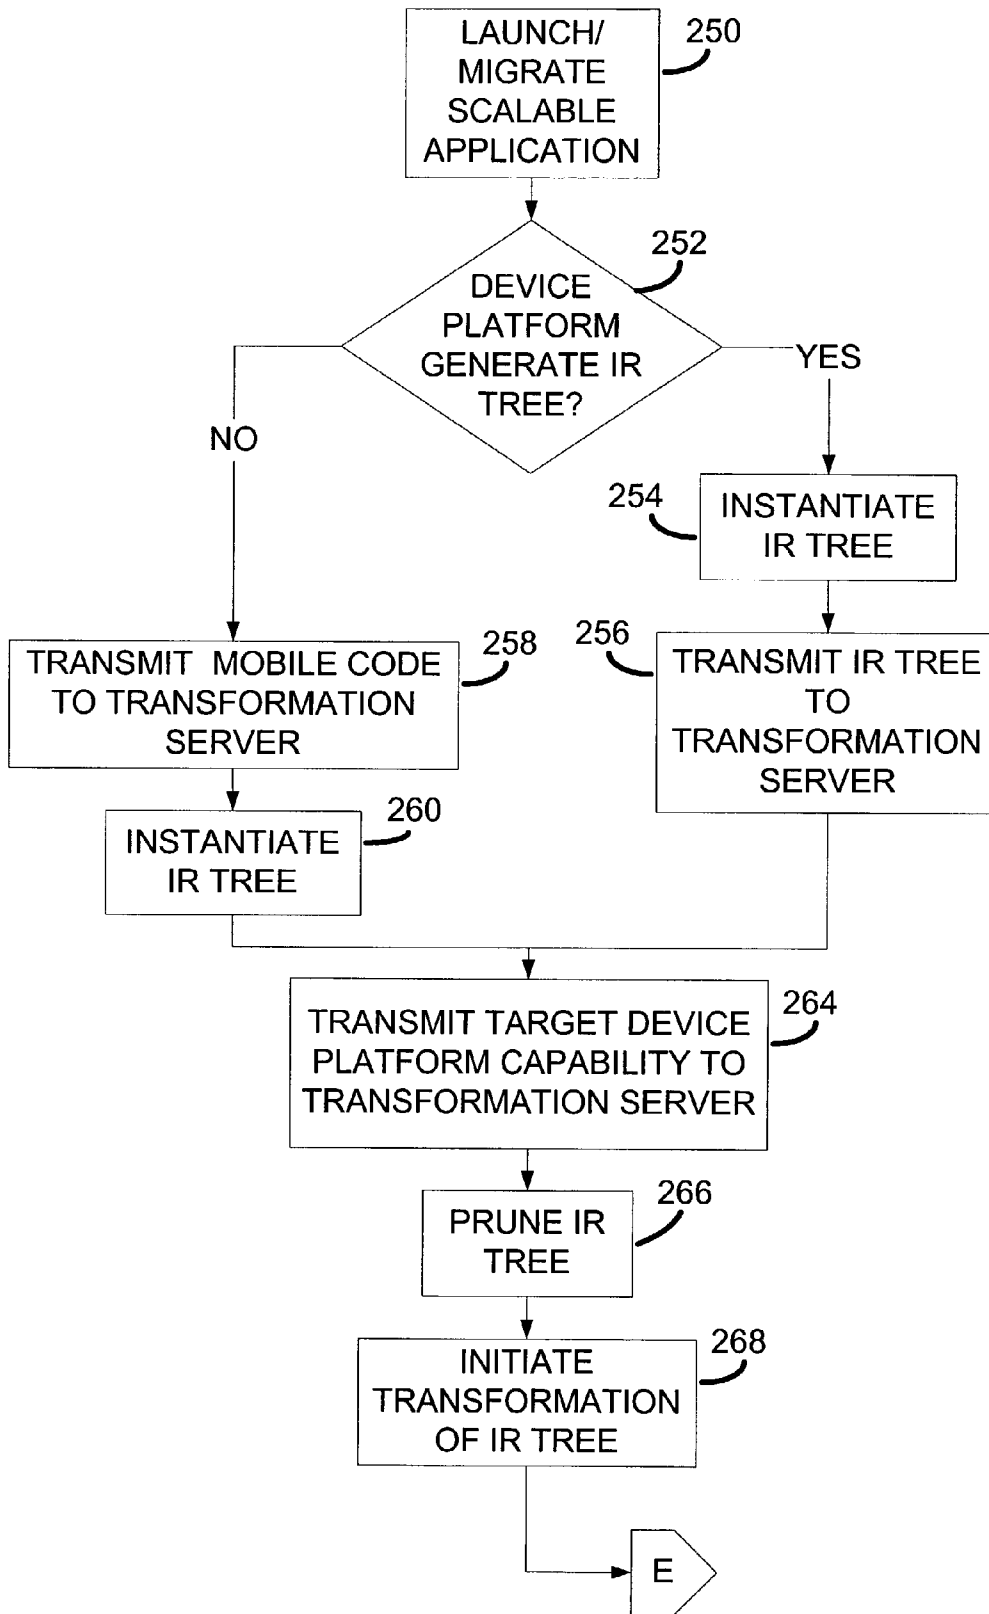 LAUNCH/
MIGRATE
SCALABLE
APPLICATION
250
252
DEVICE
PLATFORM
GENERATE IR
TREE?
YES
NO
254
INSTANTIATE
IR TREE
258
TRANSMIT MOBILE CODE
TO TRANSFORMATION
SERVER
256
TRANSMIT IR TREE
TO
TRANSFORMATION
SERVER
260
INSTANTIATE
IR TREE
264
TRANSMIT TARGET DEVICE
PLATFORM CAPABILITY TO
TRANSFORMATION SERVER
266
PRUNE IR
TREE
268
INITIATE
TRANSFORMATION
OF IR TREE
E